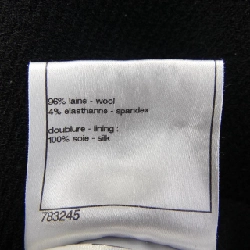 96% laine - wool
4% elasthanne - spandex
doublure - lining :
100% soie - silk
783245